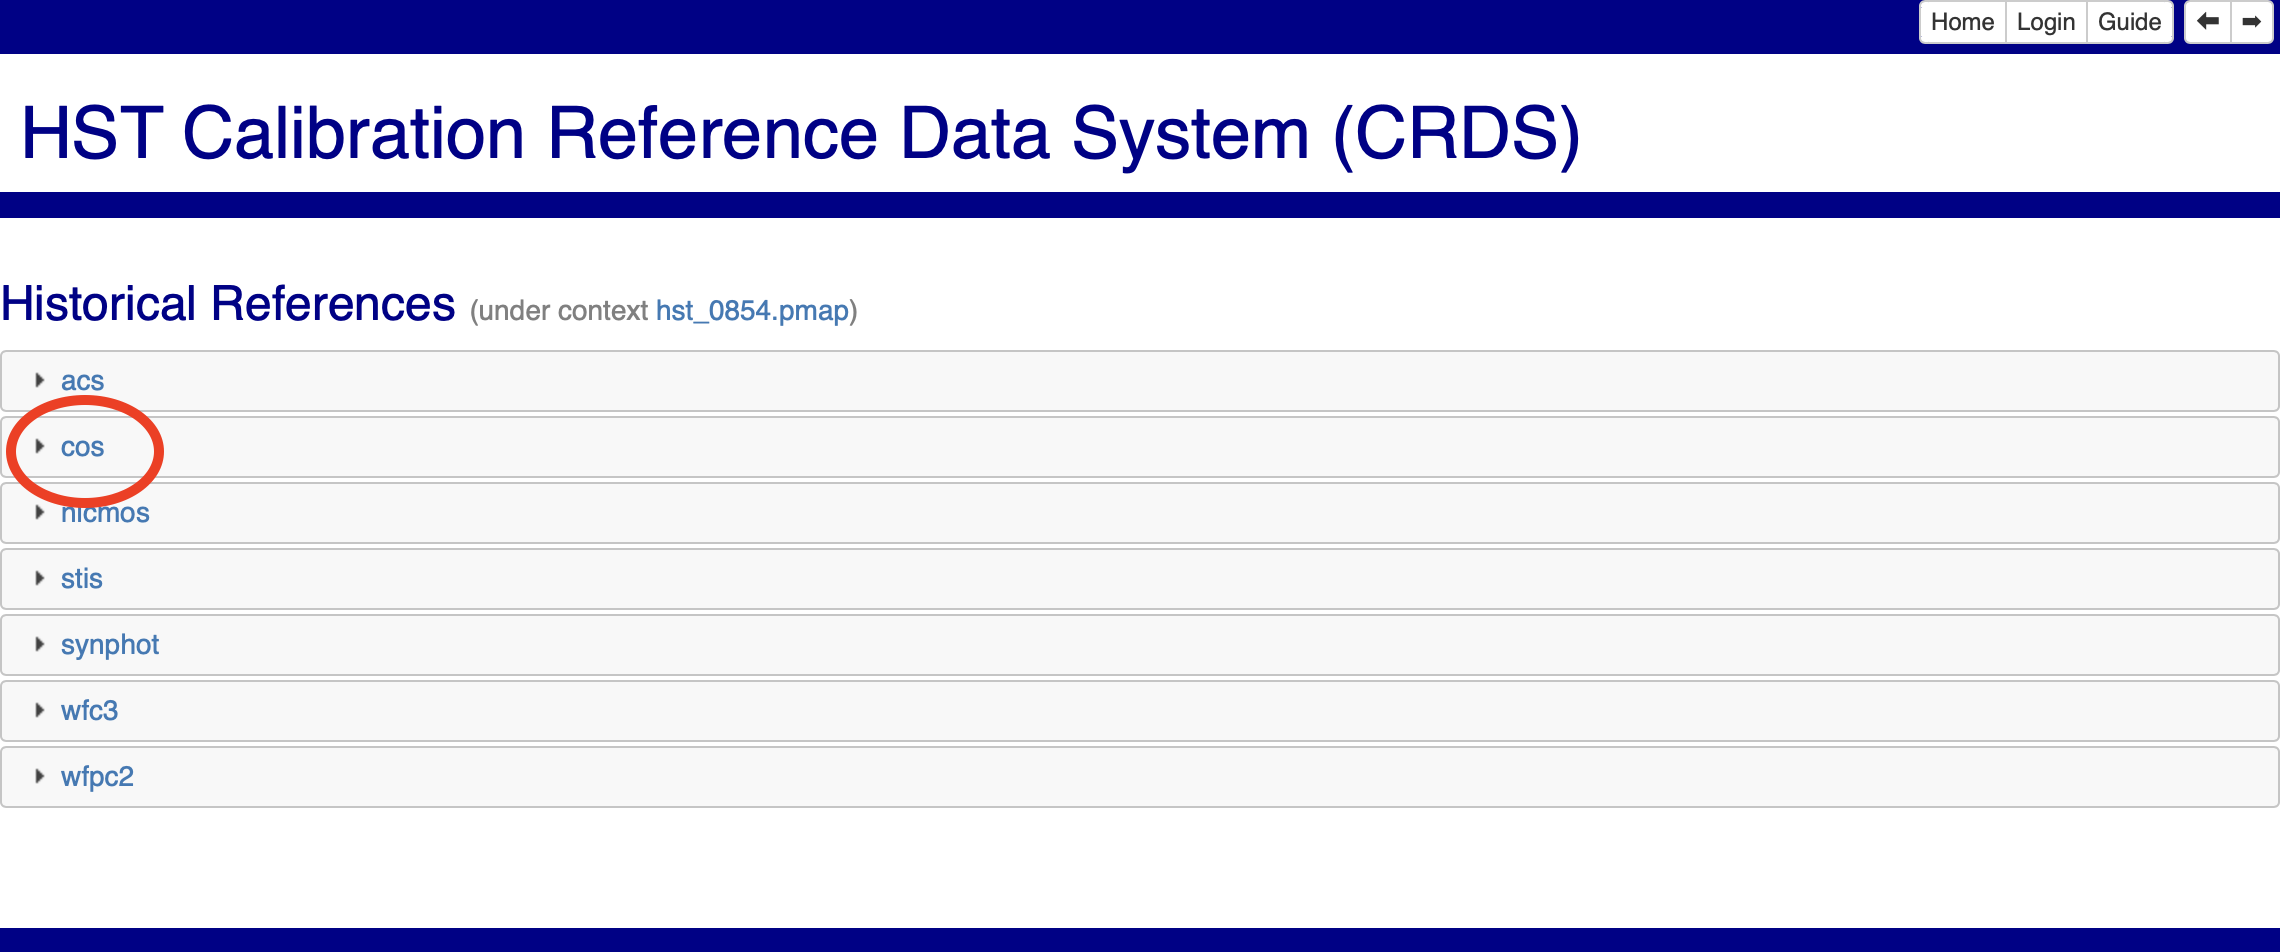 Home Login Guide
HST Calibration Reference Data System (CRDS)
Historical References (under context hst_0854.pmap)
acs
cos
nicmos
stis
synphot
wfc3
wfpc2